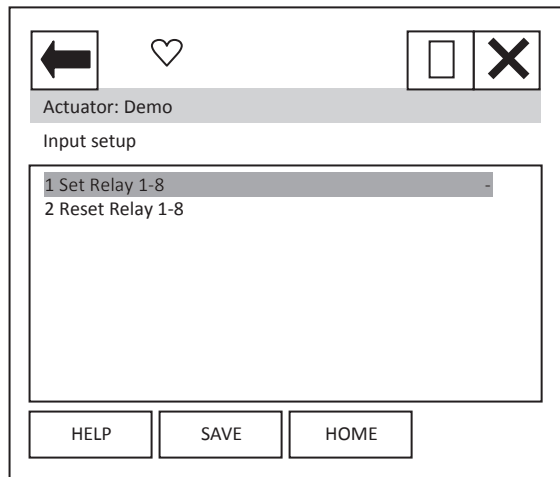 Actuator: Demo
Input setup
1 Set Relay 1-8 -
2 Reset Relay 1-8
HELP SAVE HOME